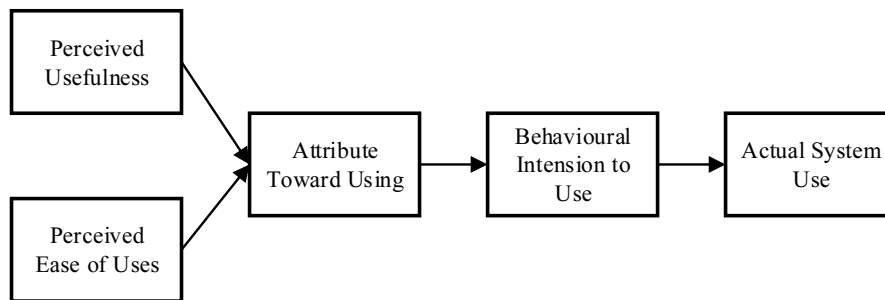 Perceived
Usefulness
Perceived
Ease of Uses
Attribute
Toward Using
Behavioural
Intension to
Use
Actual System
Use